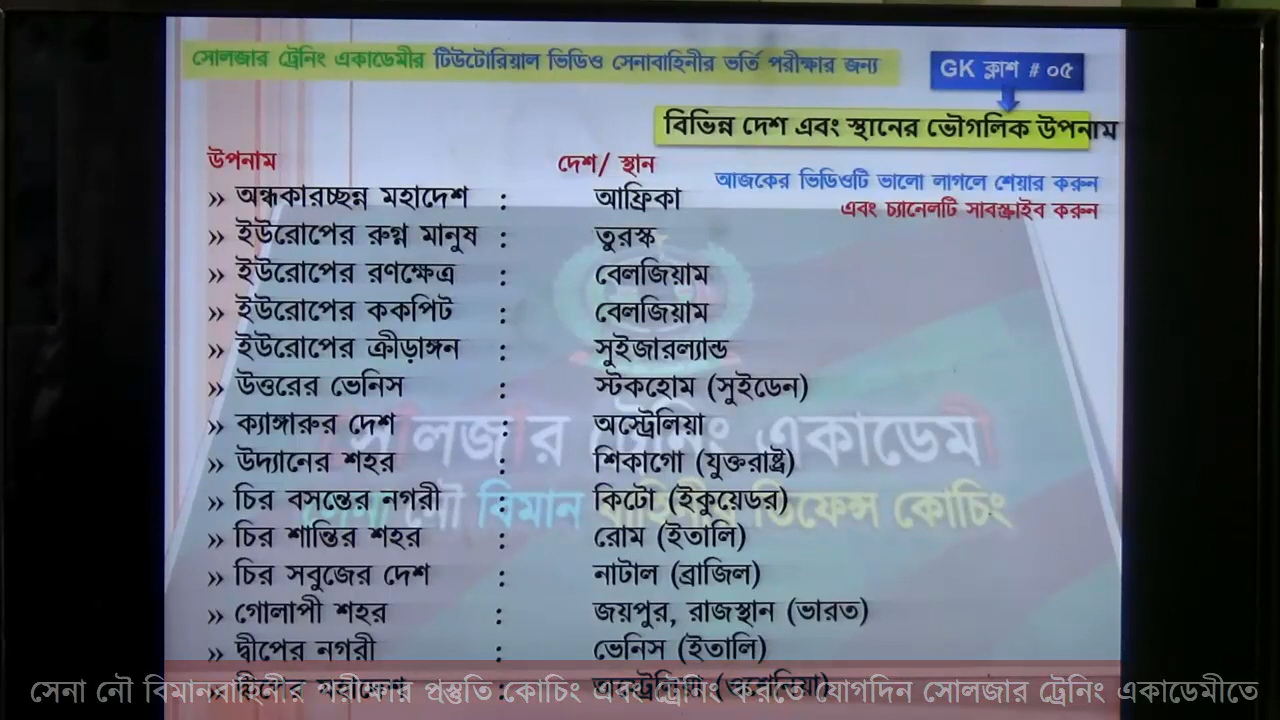 সোলজার ট্রেনিং একাডেমীর টিউটোরিয়াল ভিডিও সেনাবাহিনীর ভর্তি পরীক্ষার জন্য
GK ক্লাশ # ০৫
বিভিন্ন দেশ এবং স্থানের ভৌগলিক উপনাম
উপনাম দেশ/ স্থান
আজকের ভিডিওটি ভালো লাগলে শেয়ার করুন
এবং চ্যানেলটি সাবস্ক্রাইব করুন
» অন্ধকারচ্ছন্ন মহাদেশ : আফ্রিকা
» ইউরোপের রুগ্ন মানুষ : তুরস্ক
» ইউরোপের রণক্ষেত্র : বেলজিয়াম
» ইউরোপের ককপিট : বেলজিয়াম
» ইউরোপের ক্রীড়াঙ্গন : সুইজারল্যান্ড
» উত্তরের ভেনিস : স্টকহোম (সুইডেন)
» ক্যাঙ্গারুর দেশ : অস্ট্রেলিয়া
» উদ্যানের শহর : শিকাগো (যুক্তরাষ্ট্র)
» চির বসন্তের নগরী : কিটো (ইকুয়েডর)
» চির শান্তির শহর : রোম (ইতালি)
» চির সবুজের দেশ : নাটাল (ব্রাজিল)
» গোলাপী শহর : জয়পুর, রাজস্থান (ভারত)
» দ্বীপের নগরী : ভেনিস (ইতালি)
সোলজার ট্রেনিং একাডেমী
নৌ বিমান ডিফেন্স কোচিং
সেনা নৌ বিমানবাহিনীর পরীক্ষার প্রস্তুতি কোচিং এবং ট্রেনিং করতে যোগদিন সোলজার ট্রেনিং একাডেমীতে